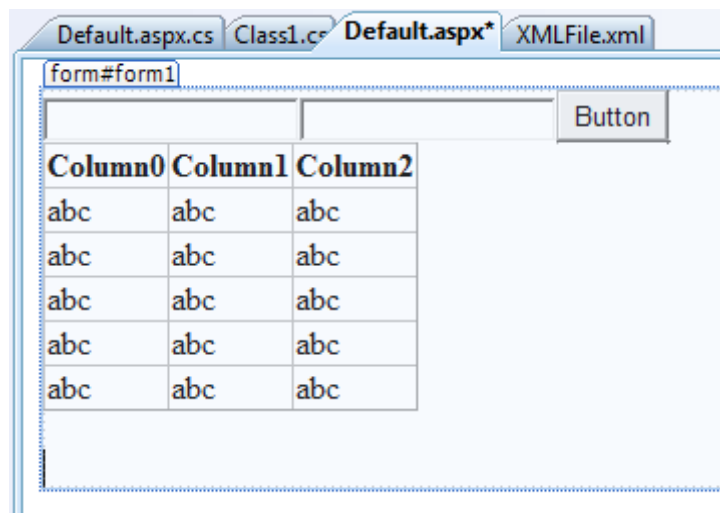 Default.aspx.cs Class1.cs Default.aspx* XMLFile.xml
form#form1
Button
Column0 Column1 Column2
abc abc abc
abc abc abc
abc abc abc
abc abc abc
abc abc abc